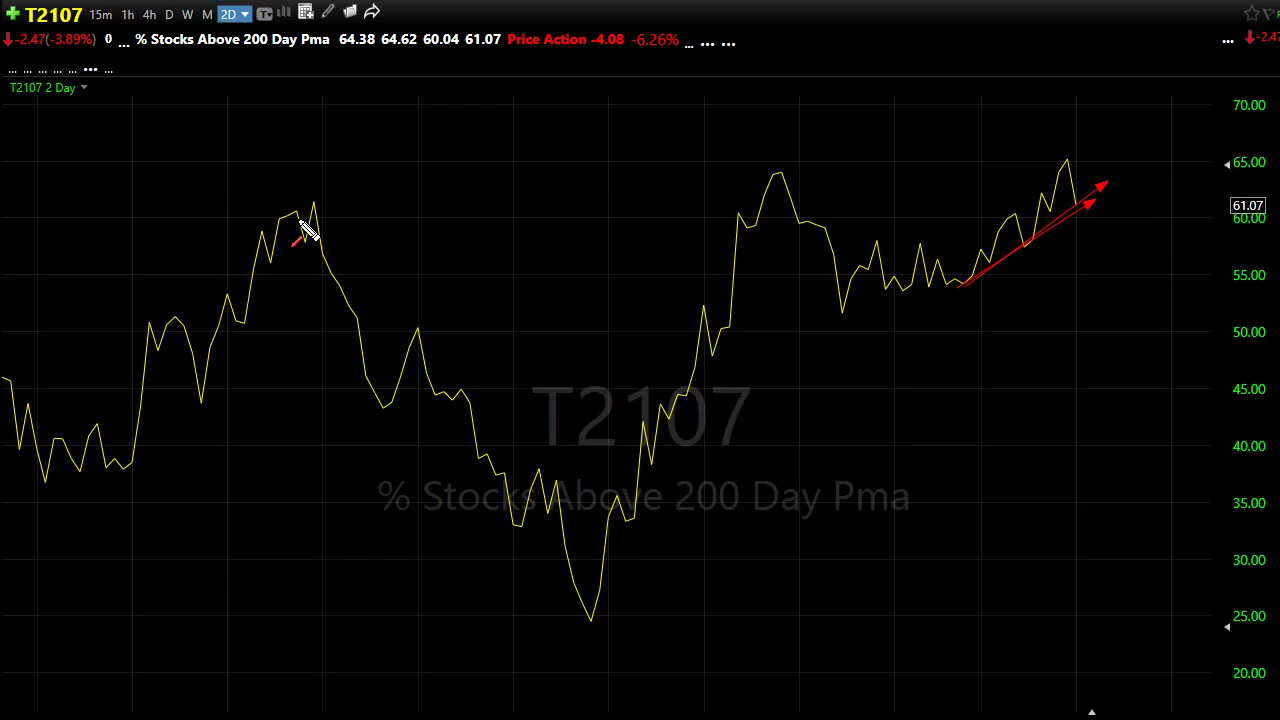 T2107 15m 1h 4h D W M 2D
-2.47(-3.89%) 0 ... % Stocks Above 200 Day Pma 64.38 64.62 60.04 61.07 Price Action -4.08 -6.26% ... ... ... ... -2.47
... ... ... ... ... ... ...
T2107 2 Day
70.00
65.00
61.07
60.00
55.00
50.00
45.00
40.00
35.00
30.00
25.00
20.00
T2107
% Stocks Above 200 Day Pma